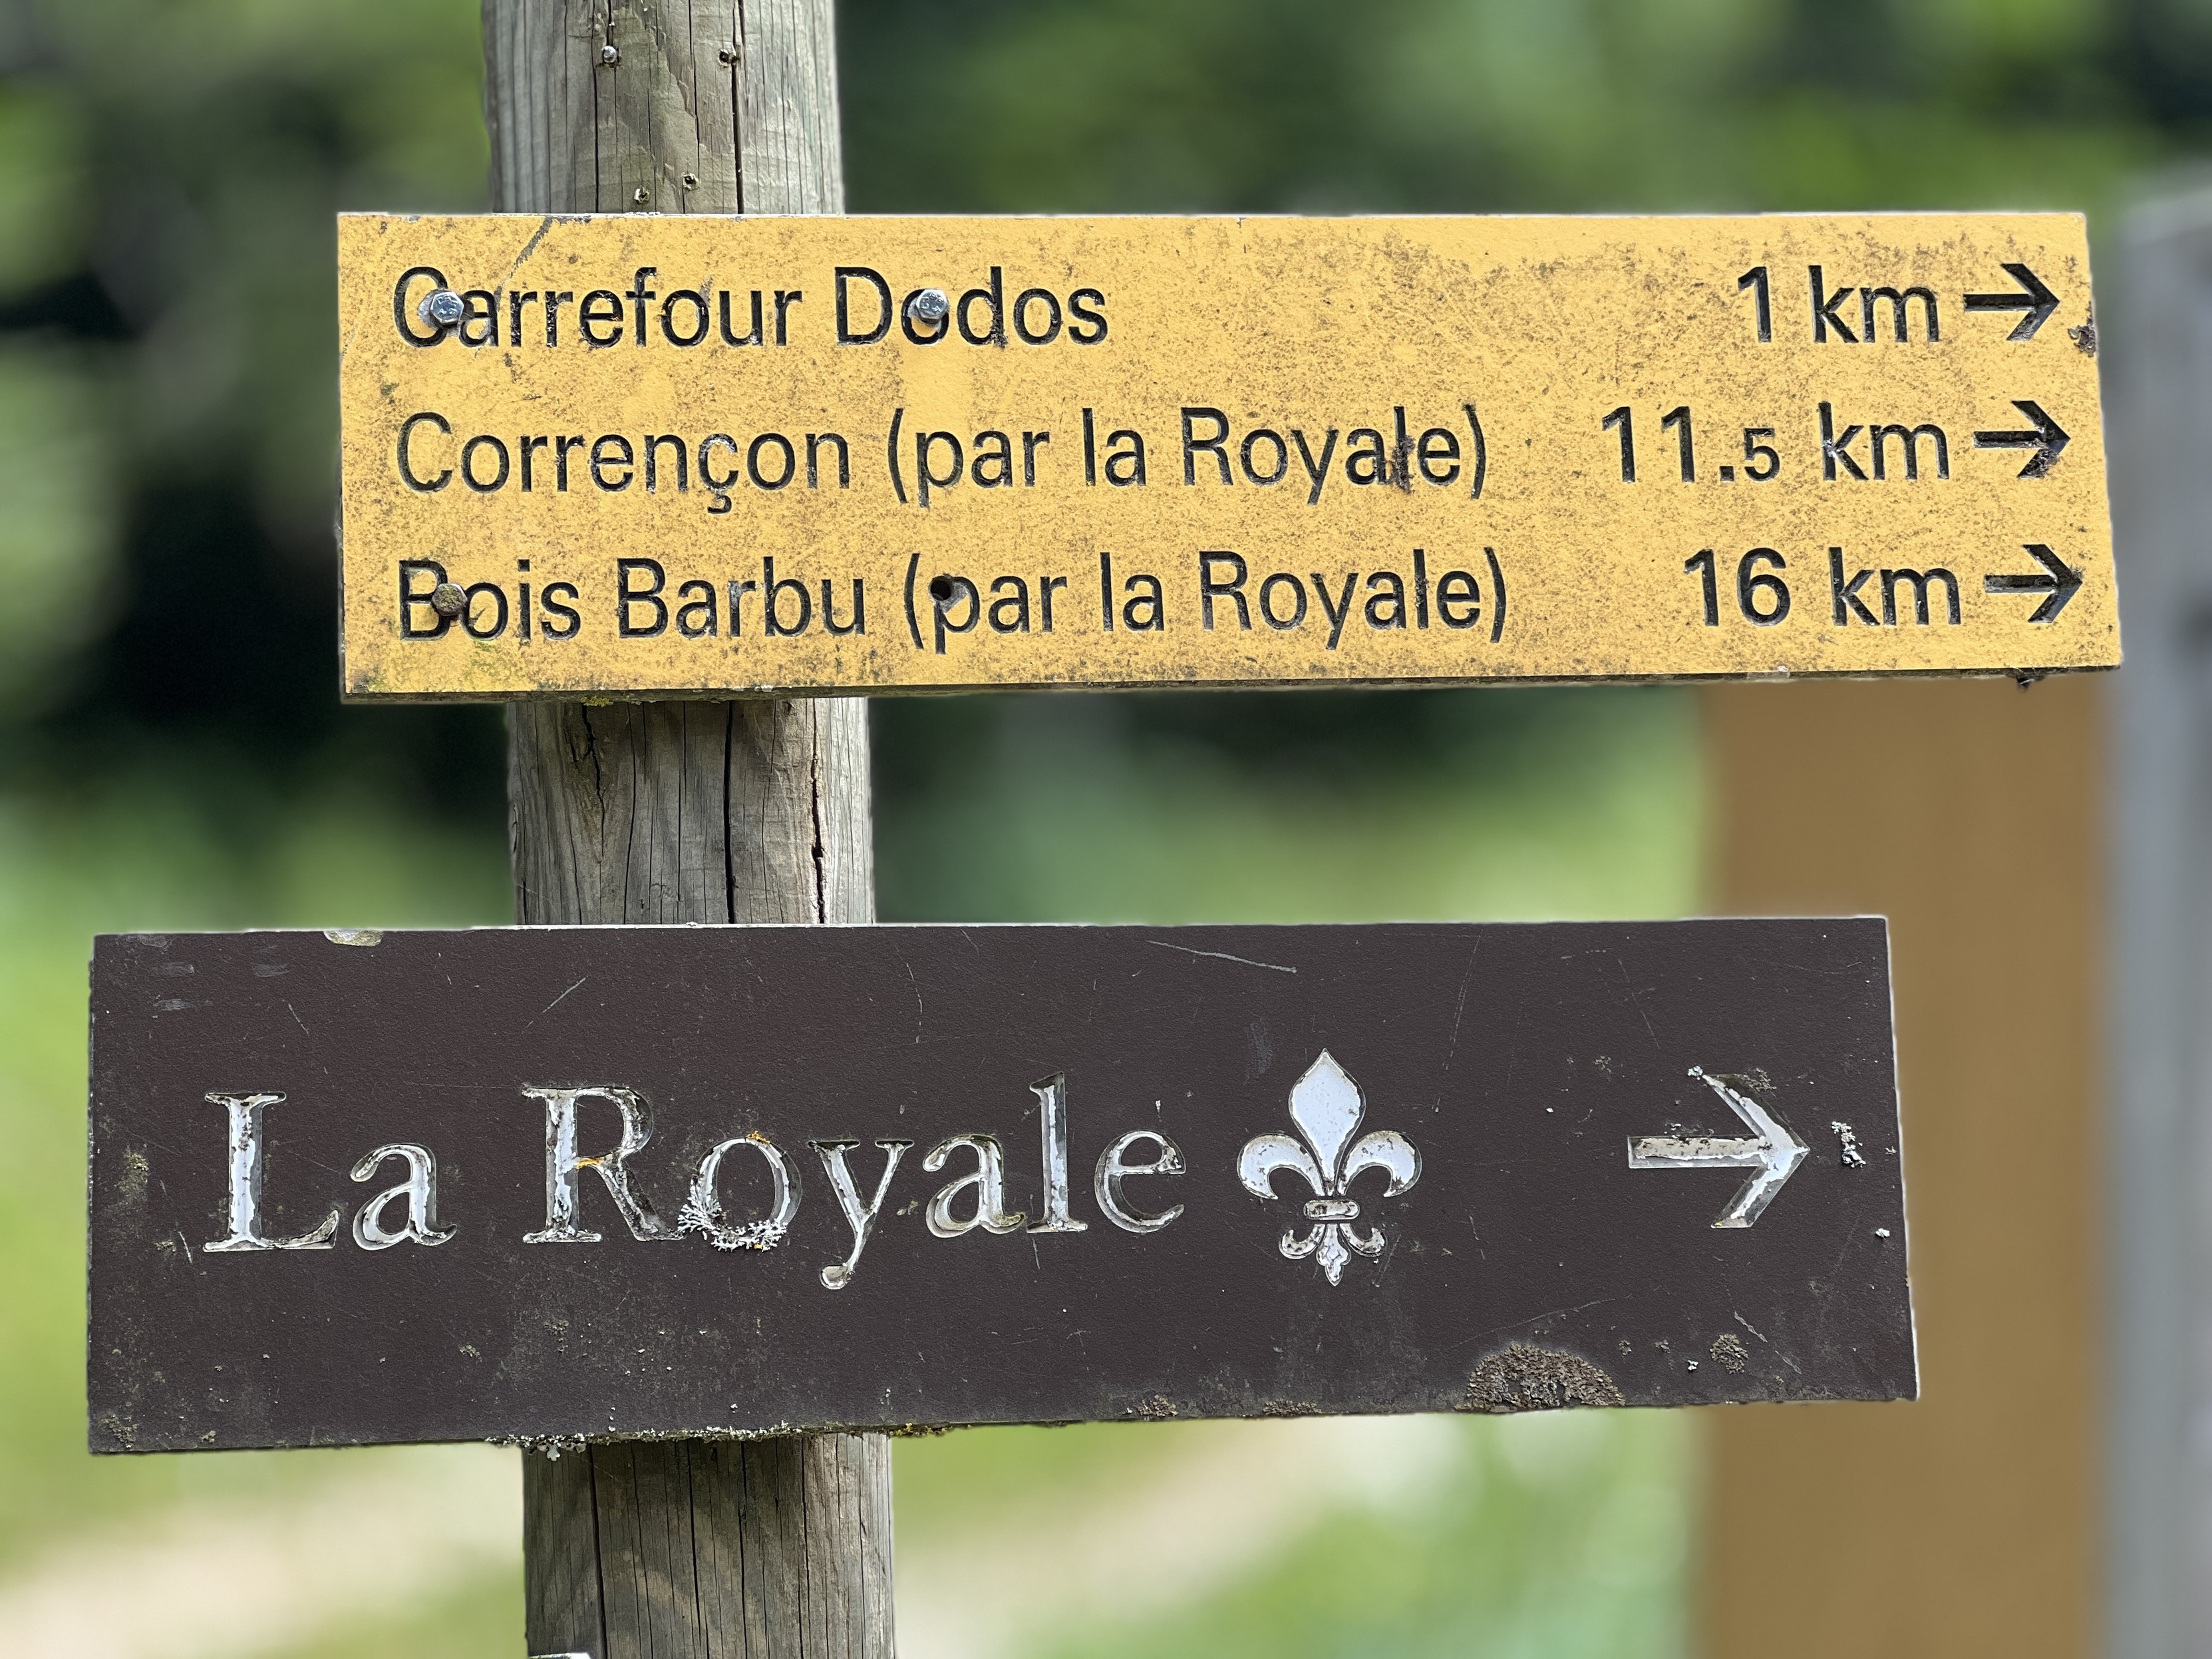 Carrefour Dodos 1 km →
Corrençon (par la Royale) 11.5 km →
Bois Barbu (par la Royale) 16 km →
La Royale ⚜ →